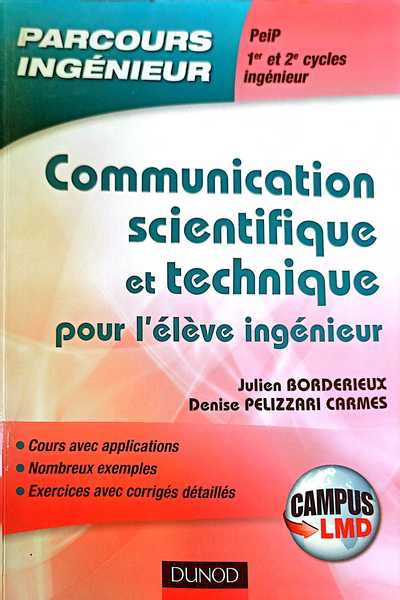 PARCOURS
INGÉNIEUR
PeiP
1er et 2e cycles
ingénieur
Communication
scientifique
et technique
pour l'élève ingénieur
Julien BORDERIEUX
Denise PELIZZARI CARMES
• Cours avec applications
• Nombreux exemples
• Exercices avec corrigés détaillés
CAMPUS
LMD
DUNOD